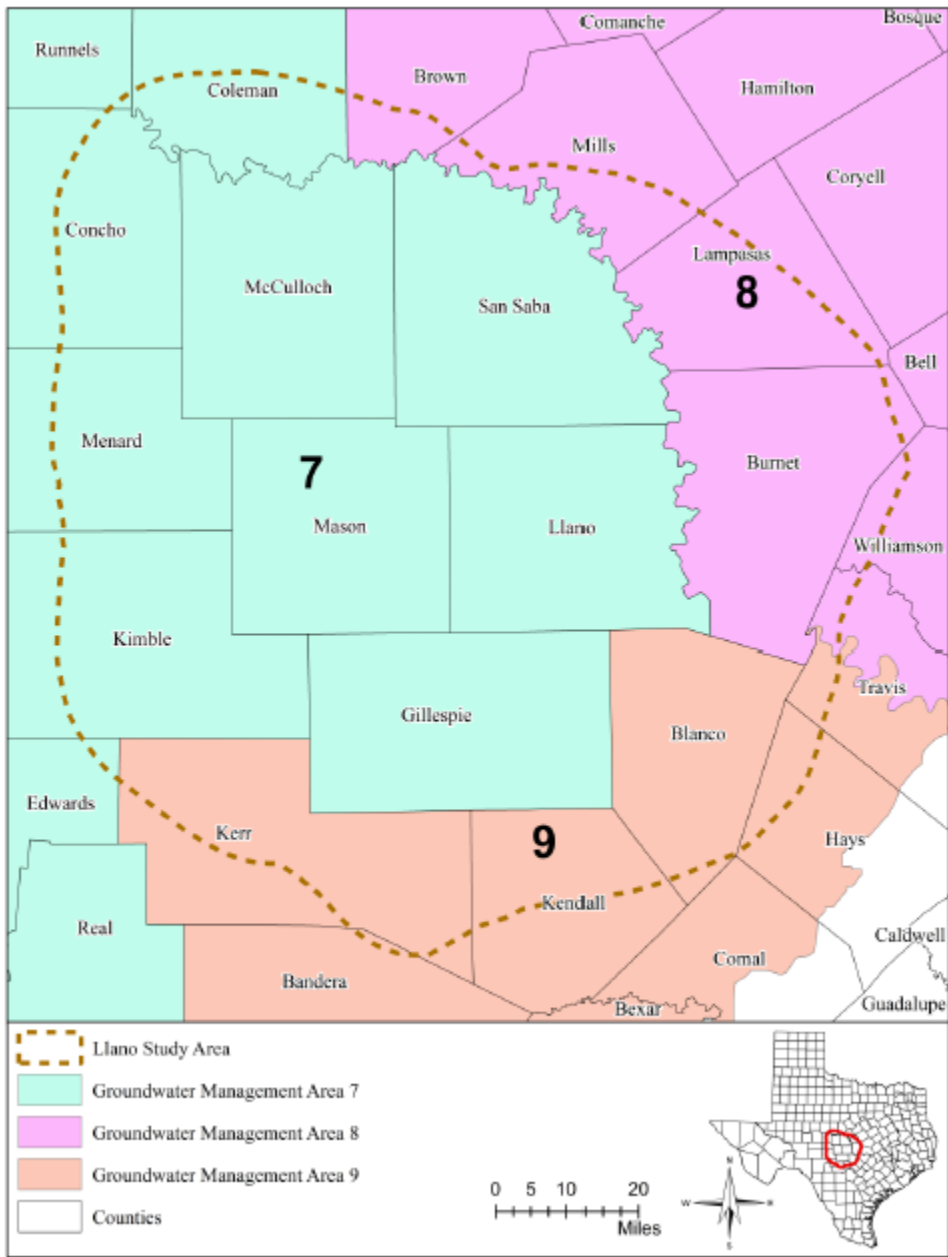 Comanche
Bosque
Runnels
Coleman
Brown
Hamilton
Mills
Coryell
Concho
Lampasas
McCulloch
8
San Saba
Bell
Menard
7
Burnet
Mason
Llano
Williamson
Kimble
Travis
Gillespie
Blanco
Edwards
Kerr
9
Hays
Kendall
Real
Caldwell
Comal
Bandera
Guadalupe
Bexar
Llano Study Area
Groundwater Management Area 7
Groundwater Management Area 8
Groundwater Management Area 9
Counties
0 5 10 20
Miles
N
W
E
S